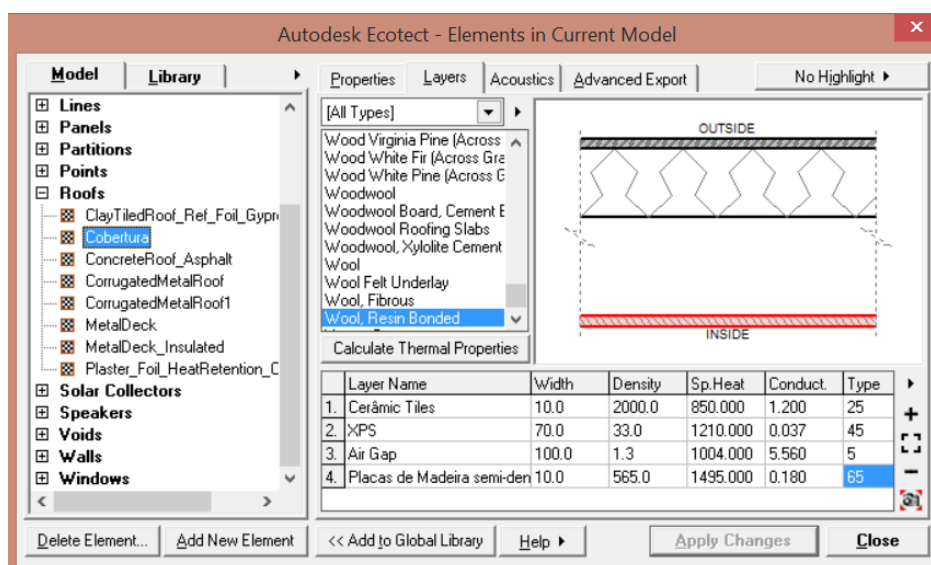 Autodesk Ecotect - Elements in Current Model
Model Library
Properties Layers Acoustics Advanced Export No Highlight
Lines
Panels
Partitions
Points
Roofs
ClayTiledRoof_Ref_Foil_Gypr
Cobertura
ConcreteRoof_Asphalt
CorrugatedMetalRoof
CorrugatedMetalRoof1
MetalDeck
MetalDeck_Insulated
Plaster_Foil_HeatRetention_C
Solar Collectors
Speakers
Voids
Walls
Windows
[All Types]
Wood Virginia Pine (Across
Wood White Fir (Across Gra
Wood White Pine (Across G
Woodwool
Woodwool Board, Cement B
Woodwool Roofing Slabs
Woodwool, Xylolite Cement
Wool
Wool Felt Underlay
Wool, Fibrous
Wool, Resin Bonded
Calculate Thermal Properties
OUTSIDE
INSIDE
Layer Name Width Density Sp.Heat Conduct. Type
1. Cerâmic Tiles 10.0 2000.0 850.000 1.200 25
2. XPS 70.0 33.0 1210.000 0.037 45
3. Air Gap 100.0 1.3 1004.000 5.560 5
4. Placas de Madeira semi-den 10.0 565.0 1495.000 0.180 65
Delete Element... Add New Element << Add to Global Library Help Apply Changes Close